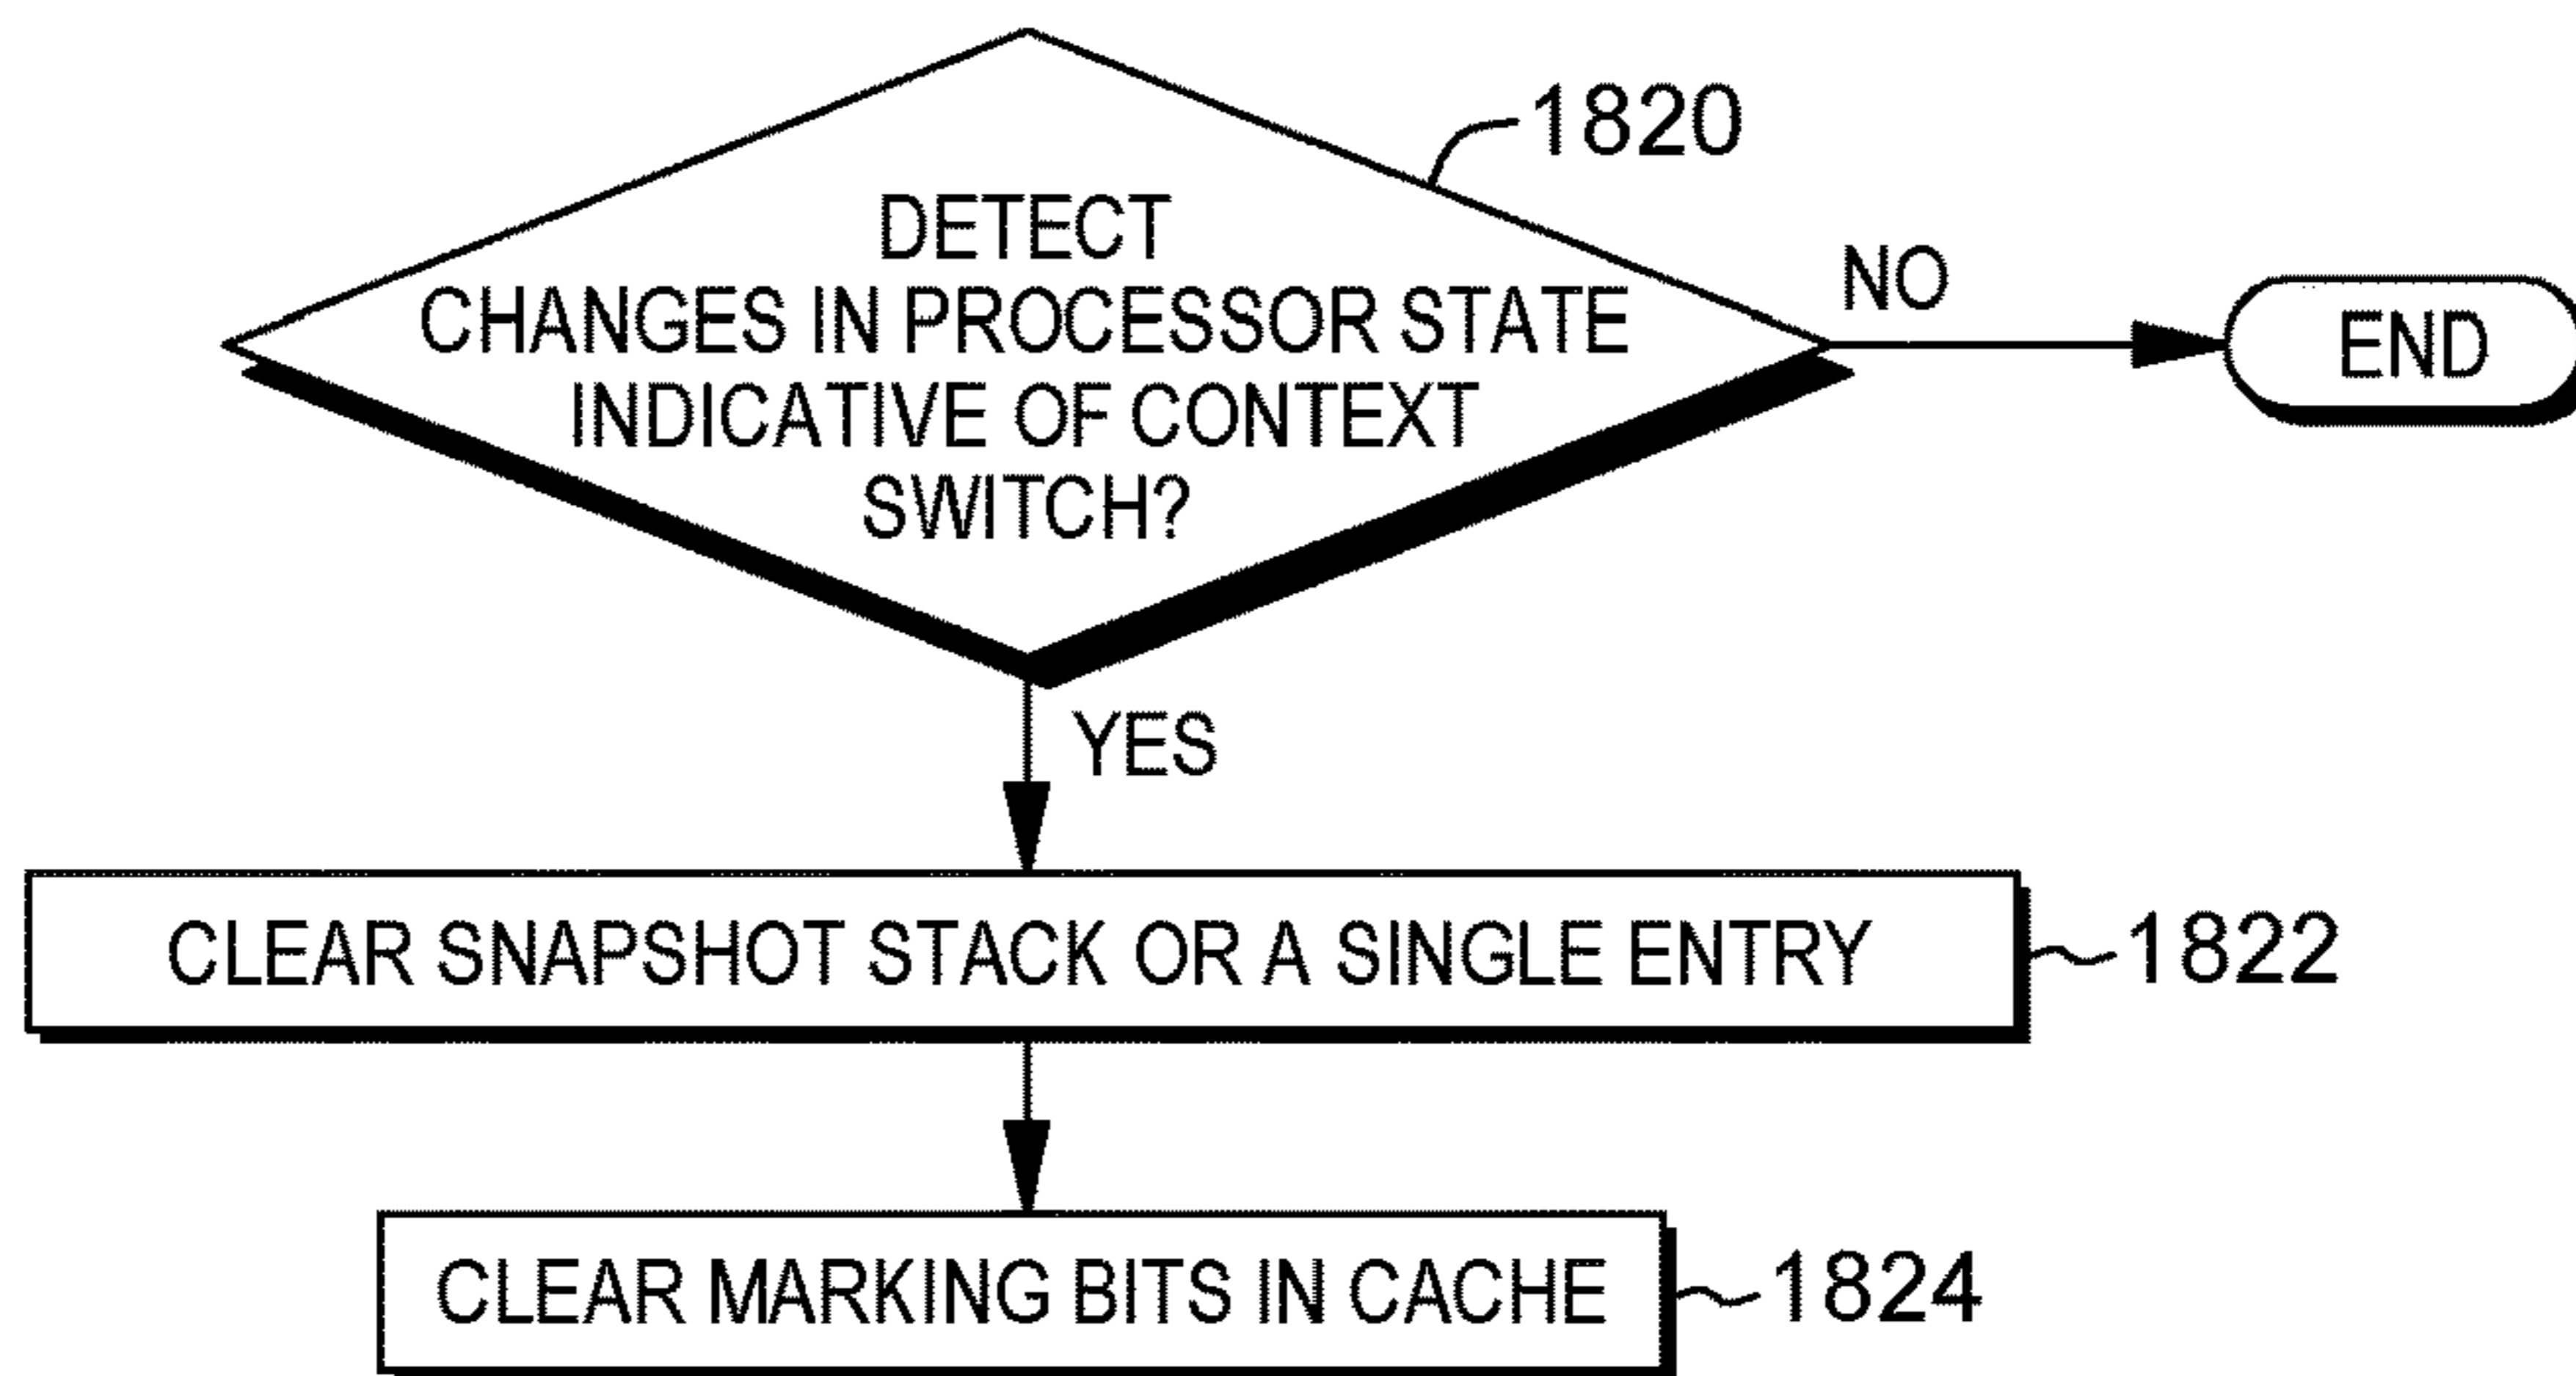 DETECT
CHANGES IN PROCESSOR STATE
INDICATIVE OF CONTEXT
SWITCH?
1820
NO
END
YES
CLEAR SNAPSHOT STACK OR A SINGLE ENTRY
1822
CLEAR MARKING BITS IN CACHE
1824